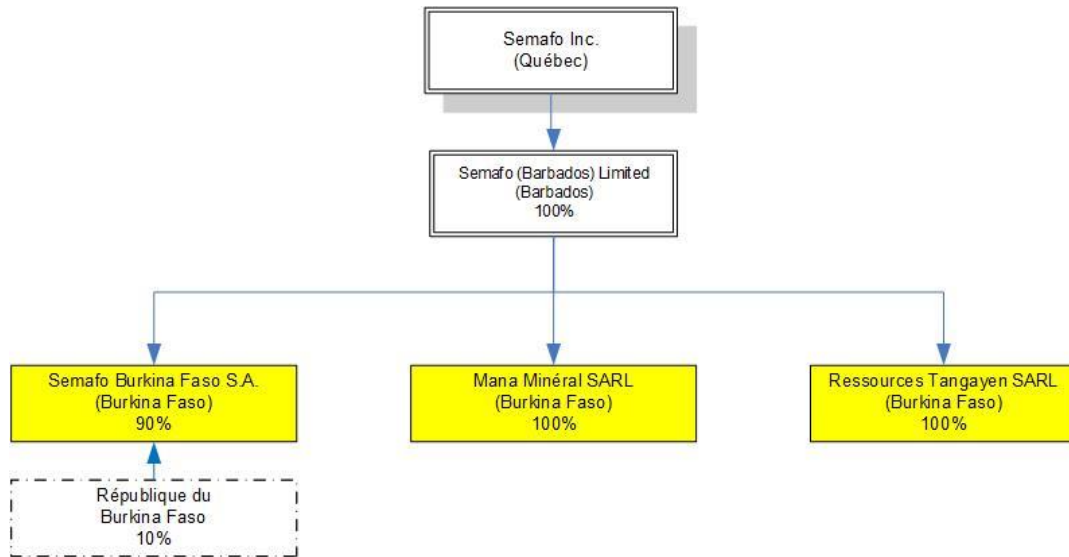 Semafo Inc.
(Québec)
Semafo (Barbados) Limited
(Barbados)
100%
Semafo Burkina Faso S.A.
(Burkina Faso)
90%
Mana Minéral SARL
(Burkina Faso)
100%
Ressources Tangayen SARL
(Burkina Faso)
100%
République du
Burkina Faso
10%